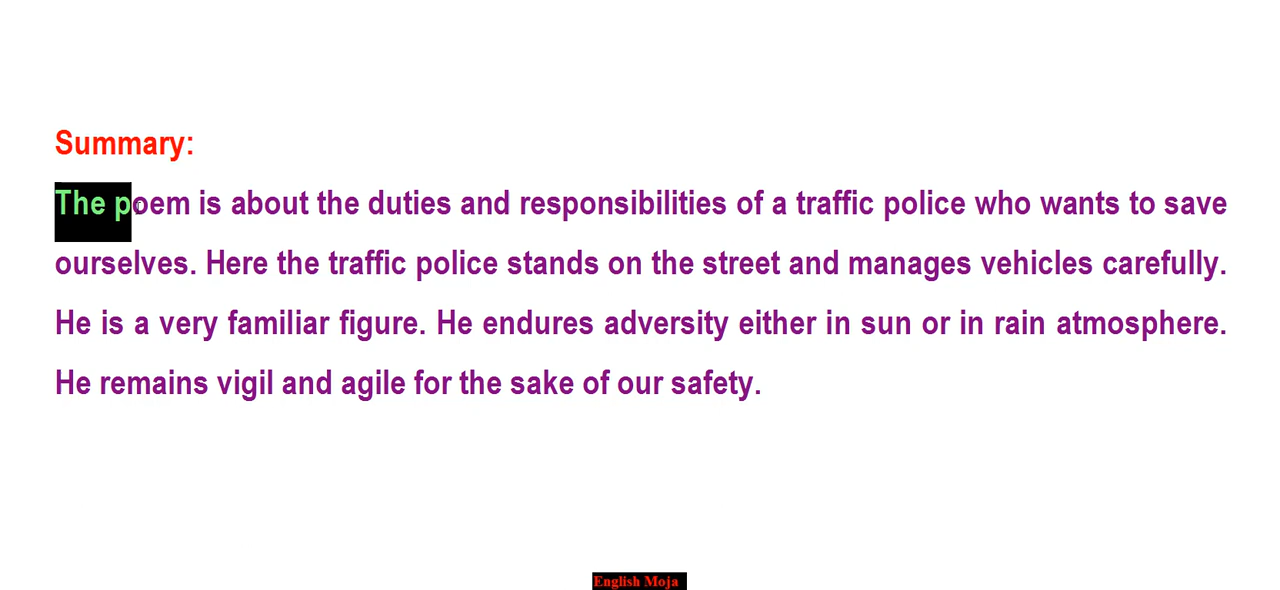 Summary:
The poem is about the duties and responsibilities of a traffic police who wants to save
ourselves. Here the traffic police stands on the street and manages vehicles carefully.
He is a very familiar figure. He endures adversity either in sun or in rain atmosphere.
He remains vigil and agile for the sake of our safety.
English Moja